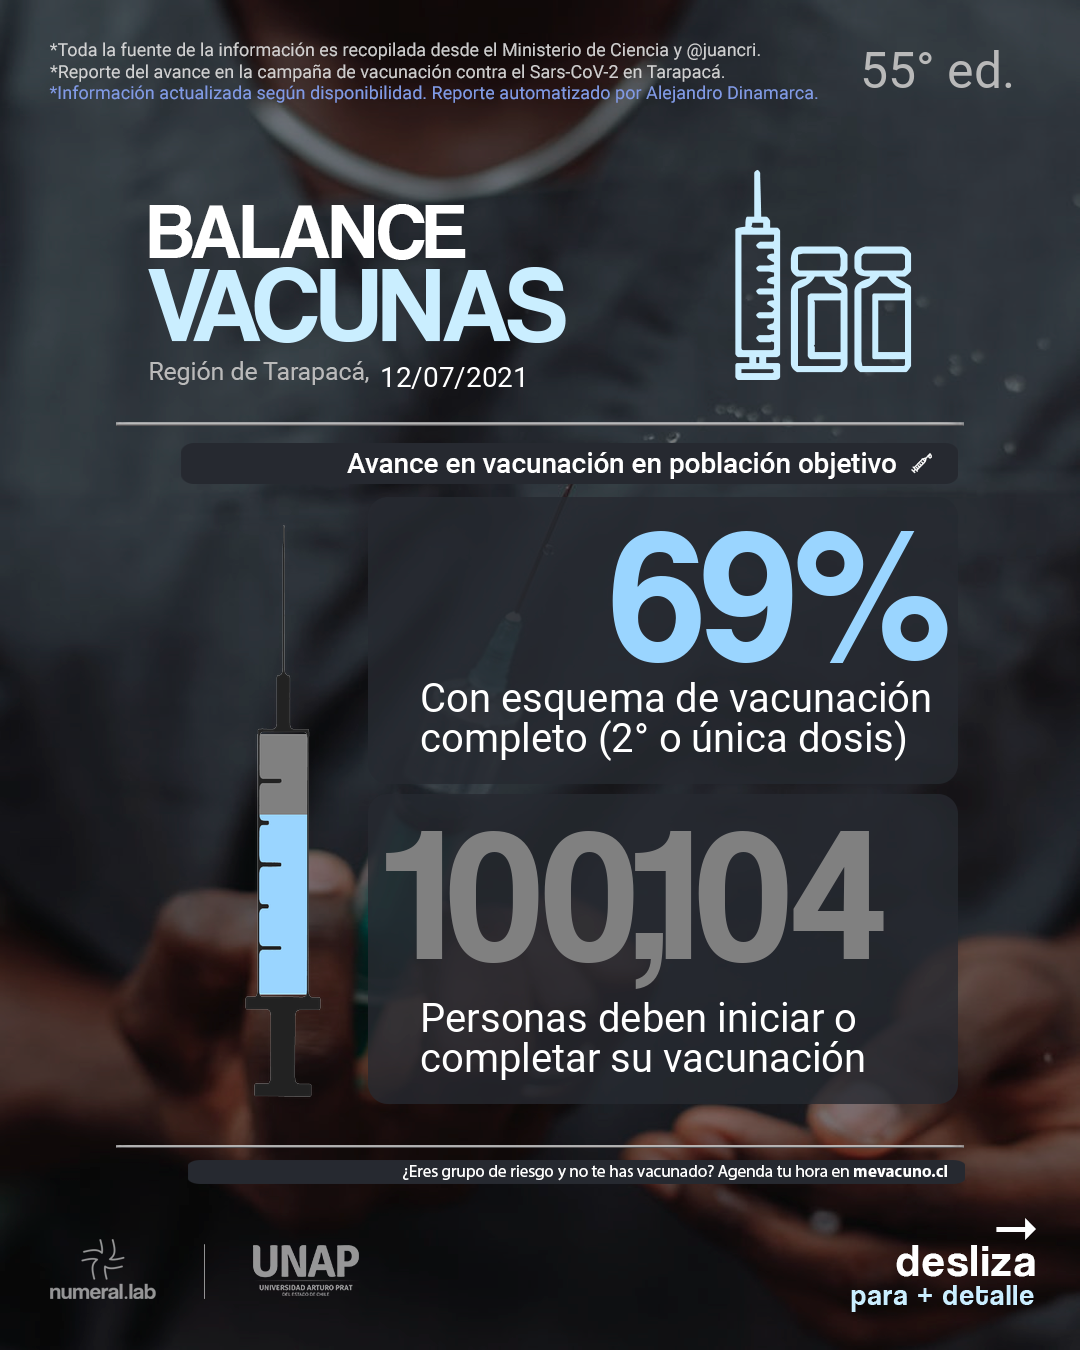 *Toda la fuente de la información es recopilada desde el Ministerio de Ciencia y @juancri.
*Reporte del avance en la campaña de vacunación contra el Sars-CoV-2 en Tarapacá.
*Información actualizada según disponibilidad. Reporte automatizado por Alejandro Dinamarca.
55° ed.
BALANCE
VACUNAS
Región de Tarapacá, 12/07/2021
Avance en vacunación en población objetivo
69%
Con esquema de vacunación
completo (2° o única dosis)
100,104
Personas deben iniciar o
completar su vacunación
¿Eres grupo de riesgo y no te has vacunado? Agenda tu hora en mevacuno.cl
numeral.lab
UNAP
UNIVERSIDAD ARTURO PRAT
DEL ESTADO DE CHILE
desliza
para + detalle